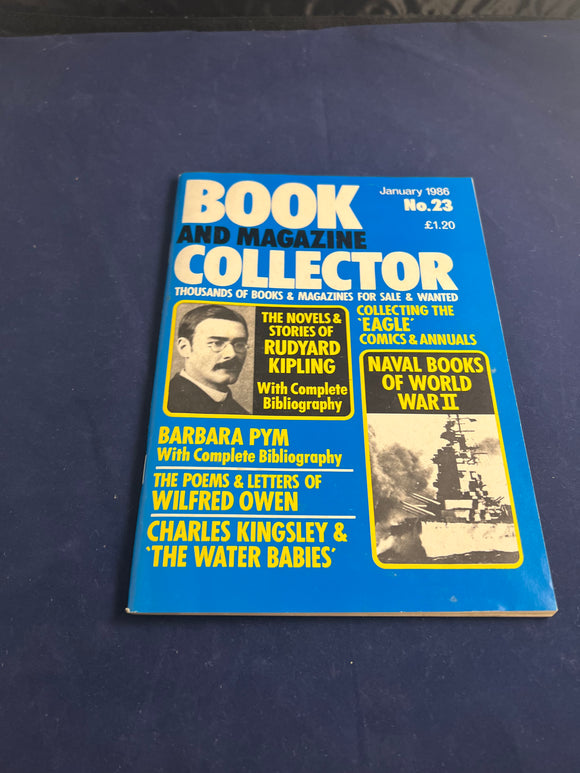 BOOK
AND MAGAZINE
COLLECTOR
January 1986
No.23
£1.20
THOUSANDS OF BOOKS & MAGAZINES FOR SALE & WANTED
THE NOVELS &
STORIES OF
RUDYARD
KIPLING
With Complete
Bibliography
COLLECTING THE
'EAGLE'
COMICS & ANNUALS
NAVAL BOOKS
OF WORLD
WAR II
BARBARA PYM
With Complete Bibliography
THE POEMS & LETTERS OF
WILFRED OWEN
CHARLES KINGSLEY &
'THE WATER BABIES'